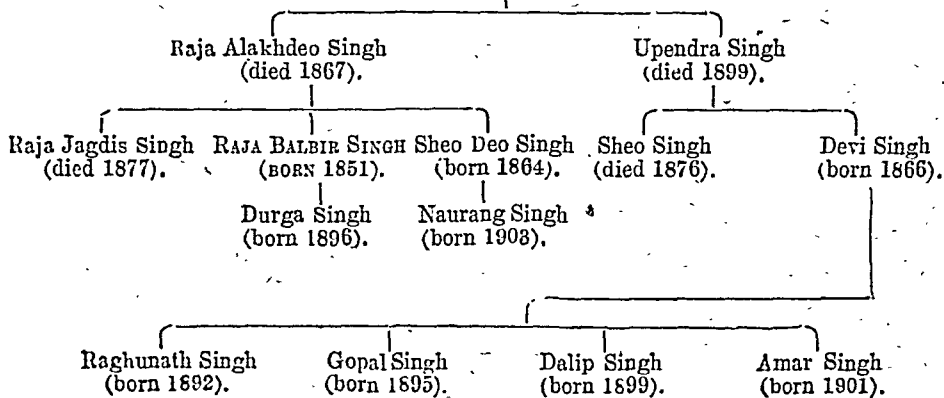 Raja Alakhdeo Singh Upendra Singh
(died 1867). (died 1899).
Raja Jagdis Singh RAJA BALBIR SINGH Sheo Deo Singh Sheo Singh Devi Singh
(died 1877). (BORN 1851). (born 1864). (died 1876). (born 1866).
Durga Singh Naurang Singh
(born 1896). (born 1903).
Raghunath Singh Gopal Singh Dalip Singh Amar Singh
(born 1892). (born 1895). (born 1899). (born 1901).